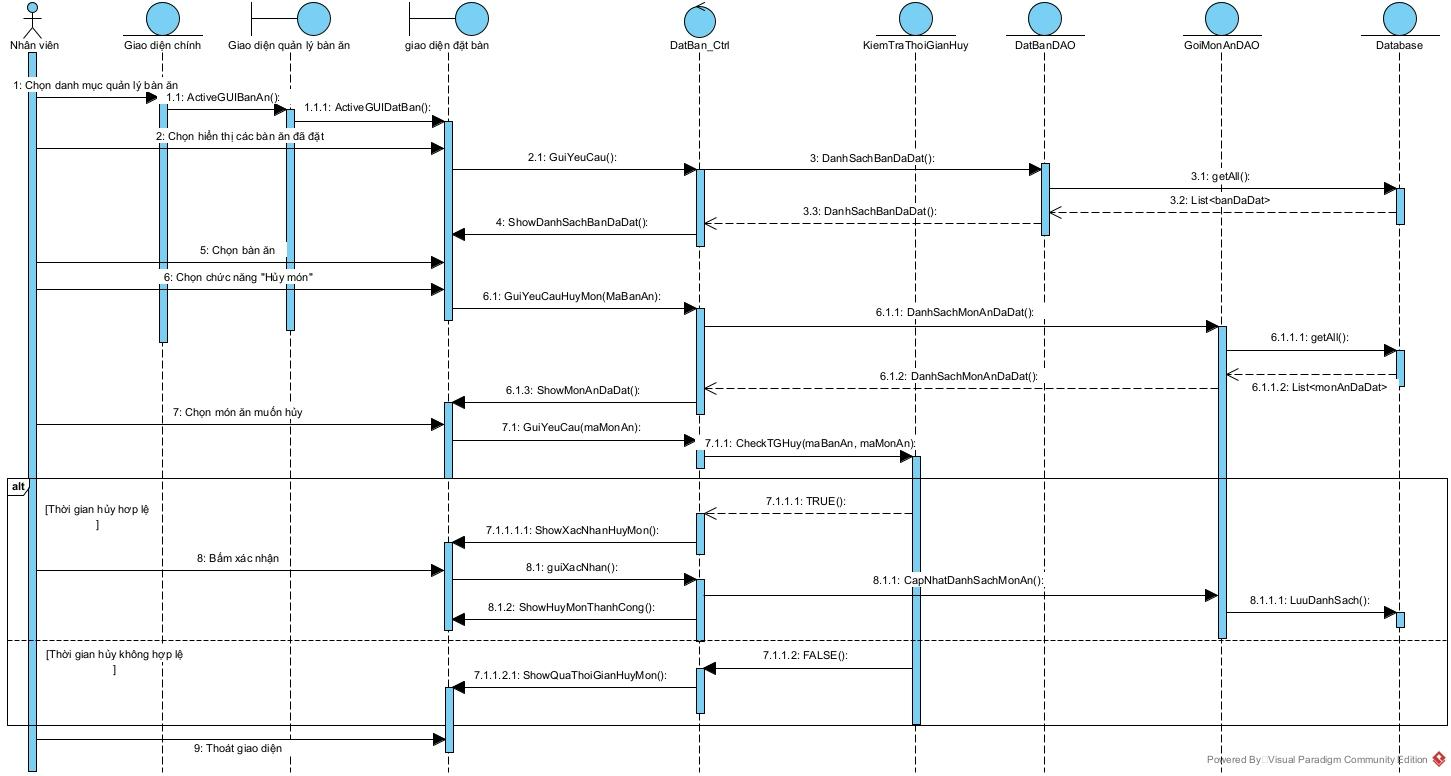 Nhân viên
Giao diện chính
Giao diện quản lý bàn ăn
giao diện đặt bàn
DatBan_Ctrl
KiemTraThoiGianHuy
DatBanDAO
GoiMonAnDAO
Database
1: Chọn danh mục quản lý bàn ăn
1.1: ActiveGUIBanAn():
1.1.1: ActiveGUIDatBan():
2: Chọn hiển thị các bàn ăn đã đặt
2.1: GuiYeuCau():
3: DanhSachBanDaDat():
3.1: getAll():
3.2: List<banDaDat>
3.3: DanhSachBanDaDat():
4: ShowDanhSachBanDaDat():
5: Chọn bàn ăn
6: Chọn chức năng "Hủy món"
6.1: GuiYeuCauHuyMon(MaBanAn):
6.1.1: DanhSachMonAnDaDat():
6.1.1.1: getAll():
6.1.2: DanhSachMonAnDaDat():
6.1.1.2: List<monAnDaDat>
6.1.3: ShowMonAnDaDat():
7: Chọn món ăn muốn hủy
7.1: GuiYeuCau(maMonAn):
7.1.1: CheckTGHuy(maBanAn, maMonAn):
alt
[Thời gian hủy hơp lệ
]
7.1.1.1: TRUE():
7.1.1.1.1: ShowXacNhanHuyMon():
8: Bấm xác nhận
8.1: guiXacNhan():
8.1.1: CapNhatDanhSachMonAn():
8.1.1.1: LuuDanhSach():
8.1.2: ShowHuyMonThanhCong():
[Thời gian hủy không hợp lệ
]
7.1.1.2: FALSE():
7.1.1.2.1: ShowQuaThoiGianHuyMon():
9: Thoát giao diện
Powered By Visual Paradigm Community Edition